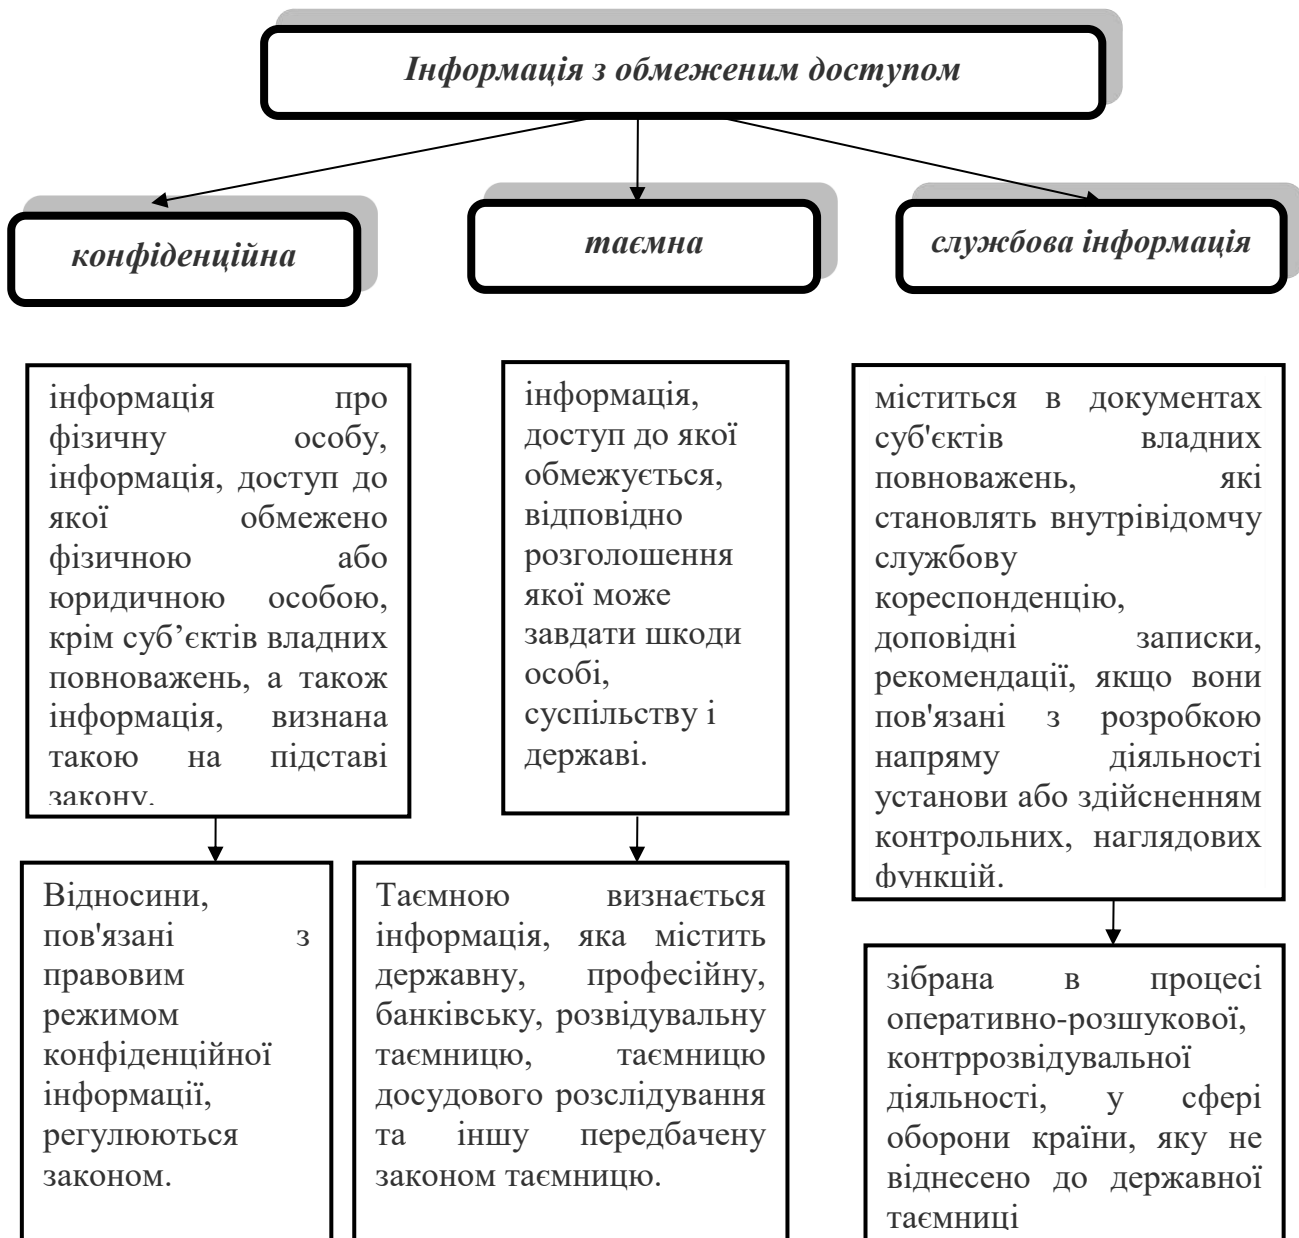 Інформація з обмеженим доступом
конфіденційна
таємна
службова інформація
інформація про
фізичну особу,
інформація, доступ до
якої обмежено
фізичною або
юридичною особою,
крім суб’єктів владних
повноважень, а також
інформація, визнана
такою на підставі
закону.
інформація,
доступ до якої
обмежується,
відповідно
розголошення
якої може
завдати шкоди
особі,
суспільству і
державі.
міститься в документах
суб'єктів владних
повноважень, які
становлять внутрівідомчу
службову
кореспонденцію,
доповідні записки,
рекомендації, якщо вони
пов'язані з розробкою
напряму діяльності
установи або здійсненням
контрольних, наглядових
функцій.
Відносини,
пов'язані з
правовим
режимом
конфіденційної
інформації,
регулюються
законом.
Таємною визнається
інформація, яка містить
державну, професійну,
банківську, розвідувальну
таємницю, таємницю
досудового розслідування
та іншу передбачену
законом таємницю.
зібрана в процесі
оперативно-розшукової,
контррозвідувальної
діяльності, у сфері
оборони країни, яку не
віднесено до державної
таємниці